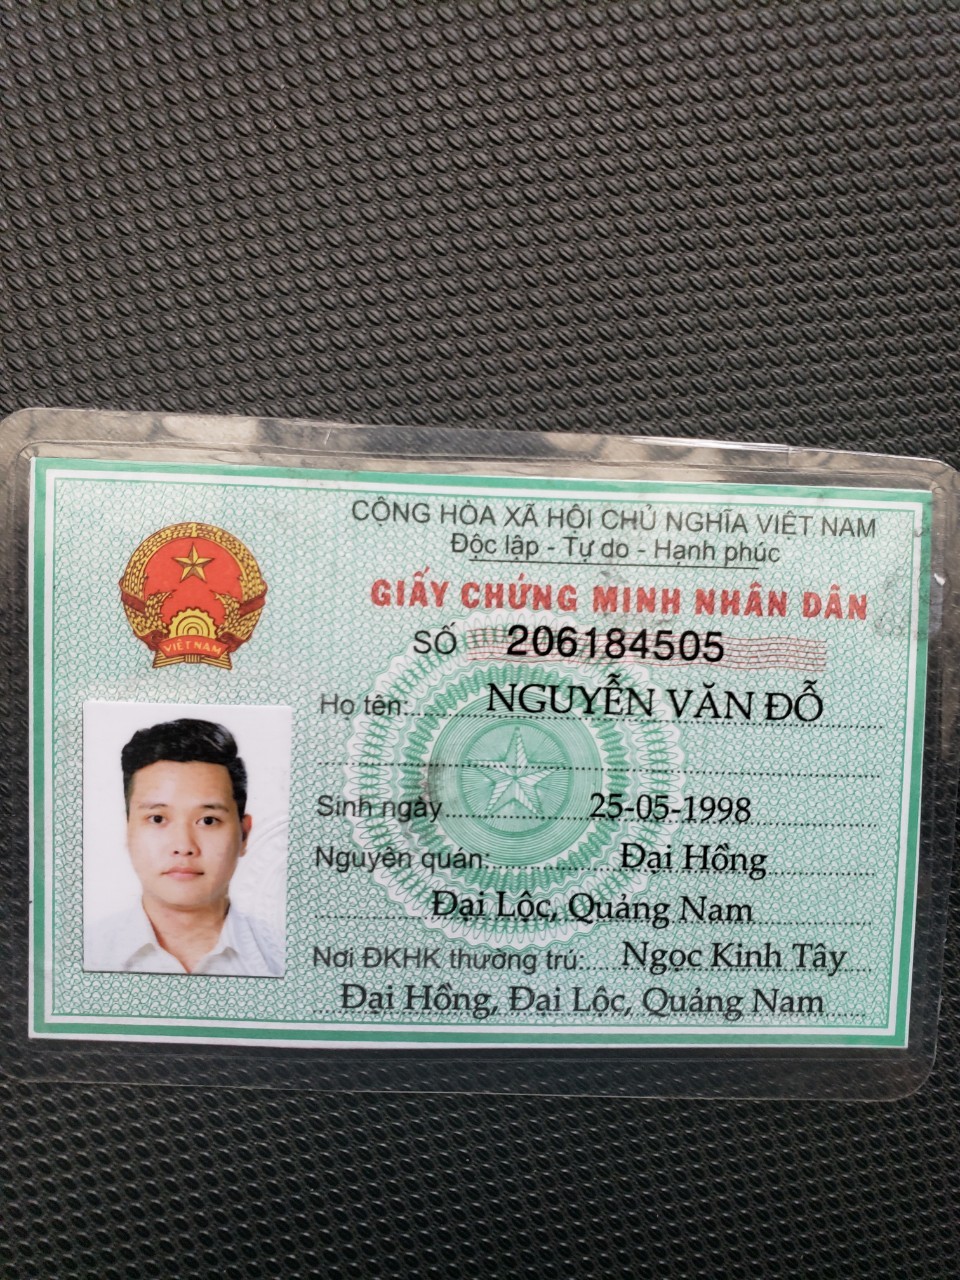 CỘNG HÒA XÃ HỘI CHỦ NGHĨA VIỆT NAM
Độc lập - Tự do - Hạnh phúc
GIẤY CHỨNG MINH NHÂN DÂN
SỐ 206184505
VIỆT NAM
Họ tên: NGUYỄN VĂN ĐỖ
Sinh ngày 25-05-1998
Nguyên quán: Đại Hồng
Đại Lộc, Quảng Nam
Nơi ĐKHK thường trú: Ngọc Kinh Tây
Đại Hồng, Đại Lộc, Quảng Nam